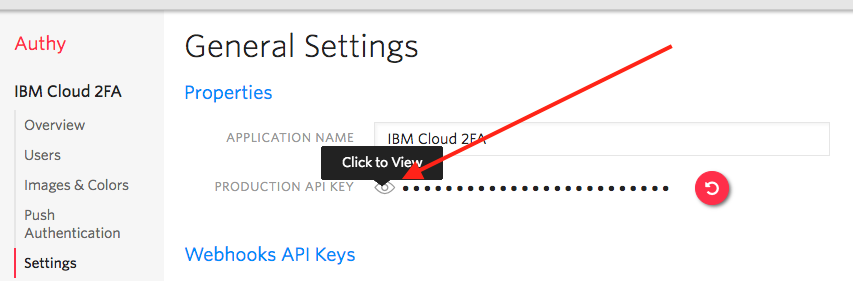 Authy
General Settings
IBM Cloud 2FA
Properties
Overview
APPLICATION NAME IBM Cloud 2FA
Users
Click to View
Images & Colors
PRODUCTION API KEY ••••••••••••••••••••••••••••
Push
Authentication
Webhooks API Keys
Settings